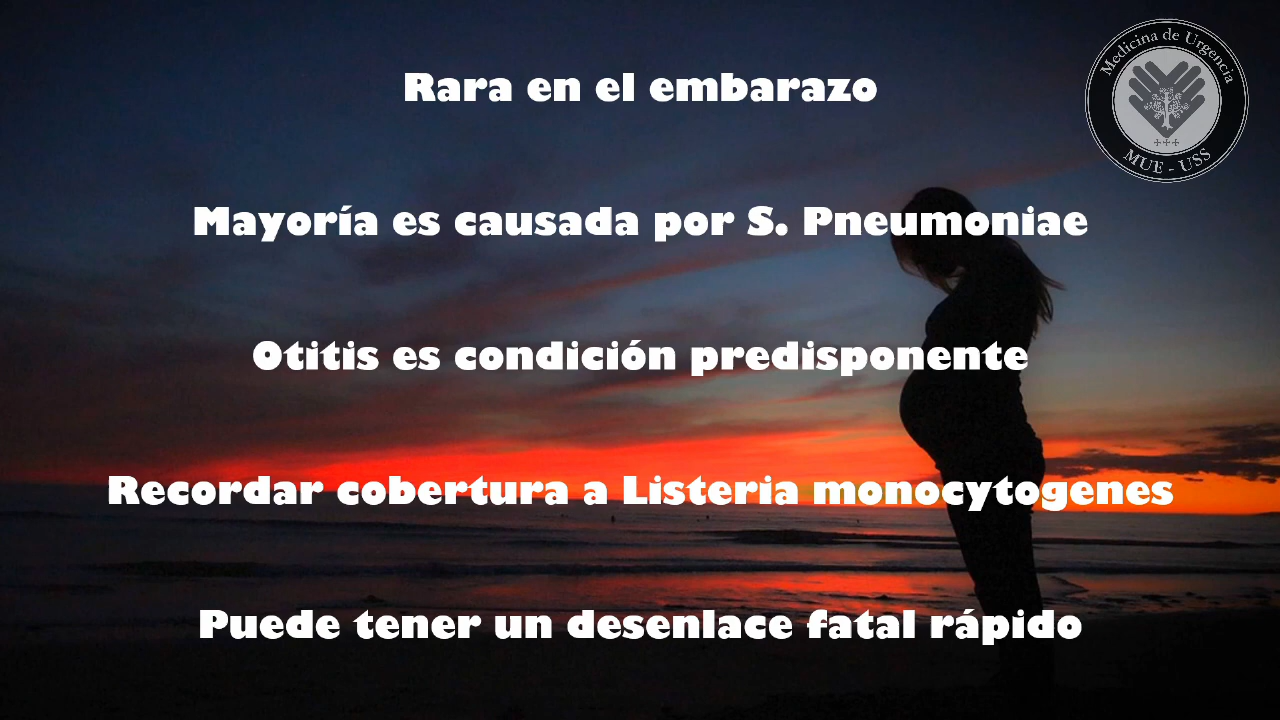 Rara en el embarazo
Medicina de Urgencia
MUE - USS
Mayoría es causada por S. Pneumoniae
Otitis es condición predisponente
Recordar cobertura a Listeria monocytogenes
Puede tener un desenlace fatal rápido